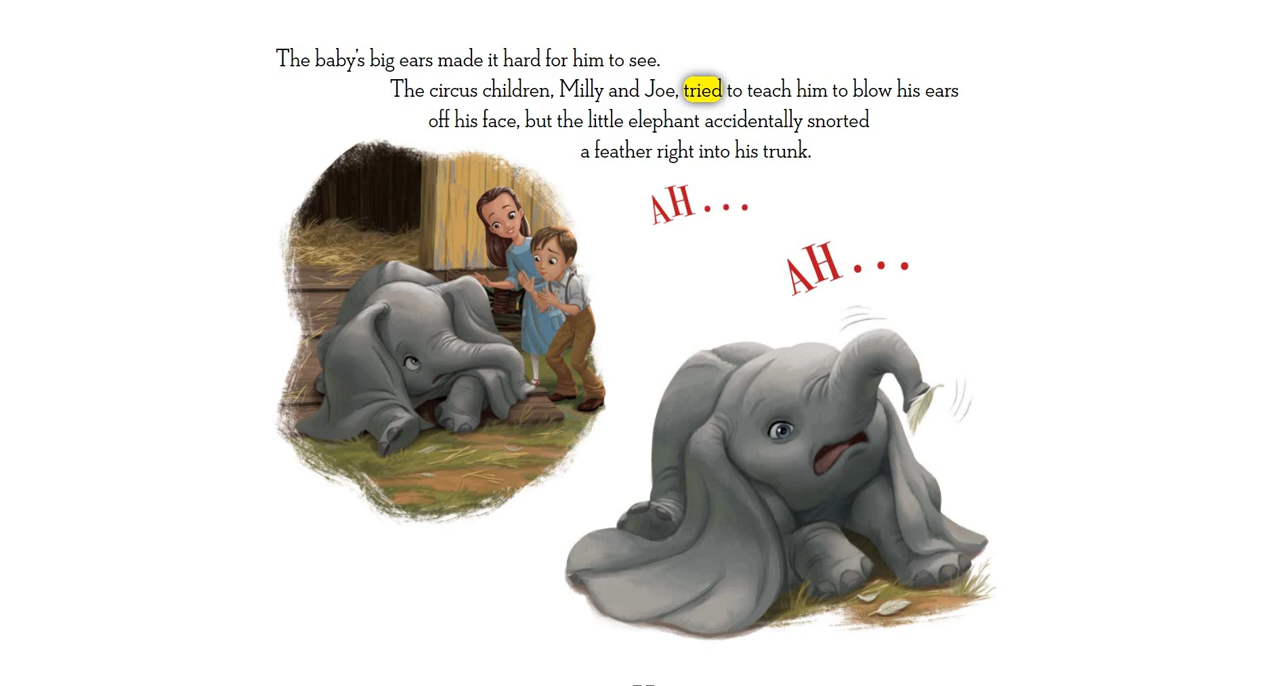 The baby's big ears made it hard for him to see.
The circus children, Milly and Joe, tried to teach him to blow his ears
off his face, but the little elephant accidentally snorted
a feather right into his trunk.
AH...
AH...